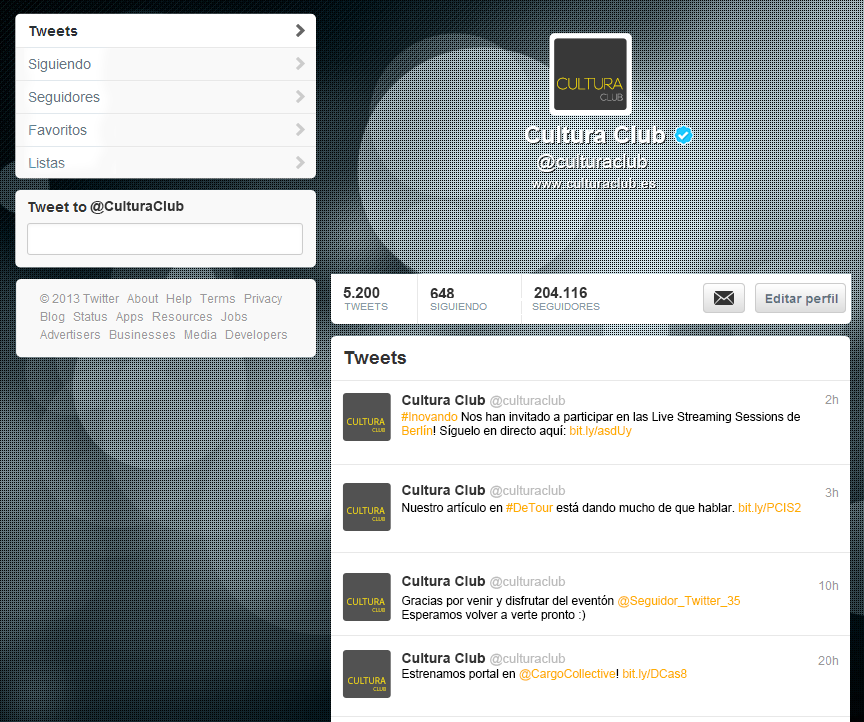 Tweets
Siguiendo
Seguidores
Favoritos
Listas
Tweet to @CulturaClub
© 2013 Twitter About Help Terms Privacy
Blog Status Apps Resources Jobs
Advertisers Businesses Media Developers
CULTURA
CLUB
Cultura Club
@culturaclub
www.culturaclub.es
5.200 648 204.116
TWEETS SIGUIENDO SEGUIDORES
Editar perfil
Tweets
CULTURA
CLUB
Cultura Club @culturaclub 2h
#Inovando Nos han invitado a participar en las Live Streaming Sessions de
Berlín! Síguelo en directo aquí: bit.ly/asdUy
CULTURA
CLUB
Cultura Club @culturaclub 3h
Nuestro artículo en #DeTour está dando mucho de que hablar. bit.ly/PCIS2
CULTURA
CLUB
Cultura Club @culturaclub 10h
Gracias por venir y disfrutar del eventón @Seguidor_Twitter_35
Esperamos volver a verte pronto :)
CULTURA
CLUB
Cultura Club @culturaclub 20h
Estrenamos portal en @CargoCollective! bit.ly/DCas8